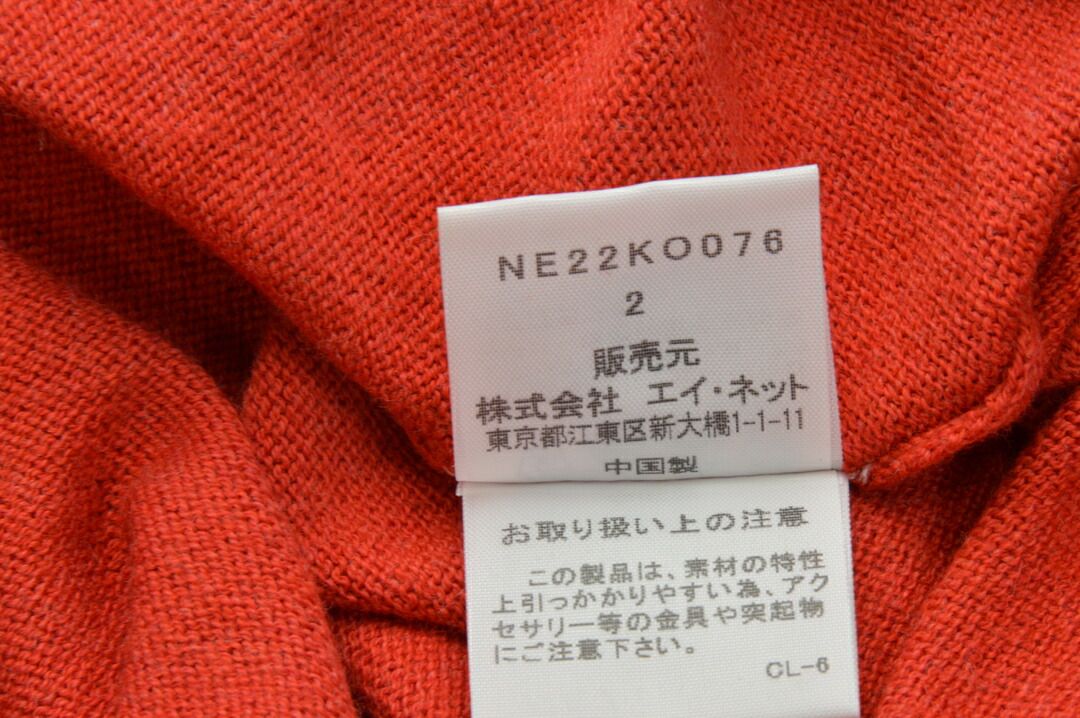 NE22KO076
2
販売元
株式会社 エイ・ネット
東京都江東区新大橋1-1-11
中国製
お取り扱い上の注意
この製品は、素材の特性
上引っかかりやすい為、アク
セサリー等の金具や突起物
にご注意下さい。
CL-6